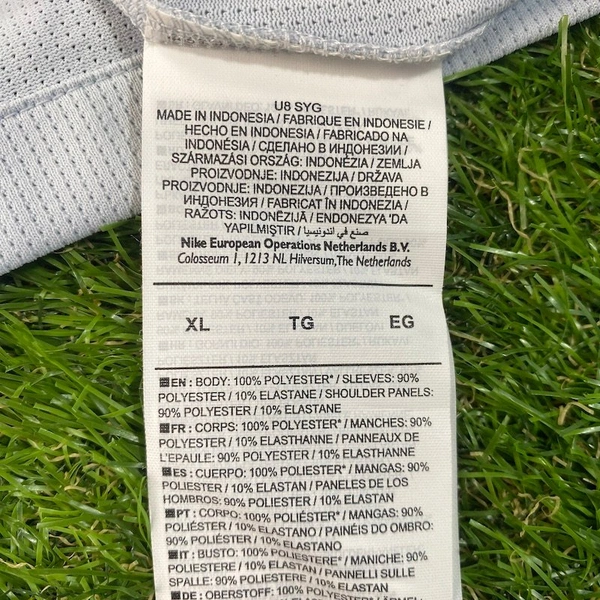 U8 SYG
MADE IN INDONESIA / FABRIQUE EN INDONESIE /
HECHO EN INDONESIA / FABRICADO NA
INDONÉSIA / СДЕЛАНО В ИНДОНЕЗИИ /
SZÁRMAZÁSI ORSZÁG: INDONÉZIA / ZEMLJA
PROIZVODNJE: INDONEZIJA / DRŽAVA
PROIZVODNJE: INDONEZIJA / ПРОИЗВЕДЕНО В
ИНДОНЕЗИЯ / FABRICAT ÎN INDONEZIA /
RAŽOTS: INDONĒZIJĀ / ENDONEZYA 'DA
YAPILMIŞTIR / صنع في أندونيسيا
Nike European Operations Netherlands B.V.
Colosseum 1, 1213 NL Hilversum,The Netherlands
XL TG EG
EN : BODY: 100% POLYESTER* / SLEEVES: 90%
POLYESTER / 10% ELASTANE / SHOULDER PANELS:
90% POLYESTER / 10% ELASTANE
FR : CORPS: 100% POLYESTER* / MANCHES: 90%
POLYESTER / 10% ELASTHANNE / PANNEAUX DE
L'EPAULE: 90% POLYESTER / 10% ELASTHANNE
ES : CUERPO: 100% POLIESTER* / MANGAS: 90%
POLIESTER / 10% ELASTAN / PANELES DE LOS
HOMBROS: 90% POLIESTER / 10% ELASTAN
PT : CORPO: 100% POLIÉSTER* / MANGAS: 90%
POLIÉSTER / 10% ELASTANO / PAINÉIS DO OMBRO:
90% POLIÉSTER / 10% ELASTANO
IT : BUSTO: 100% POLIESTERE* / MANICHE: 90%
POLIESTERE / 10% ELASTAN / PANNELLI SULLE
SPALLE: 90% POLIESTERE / 10% ELASTAN
DE : OBERSTOFF: 100% POLYESTER* / ÄRMEL: